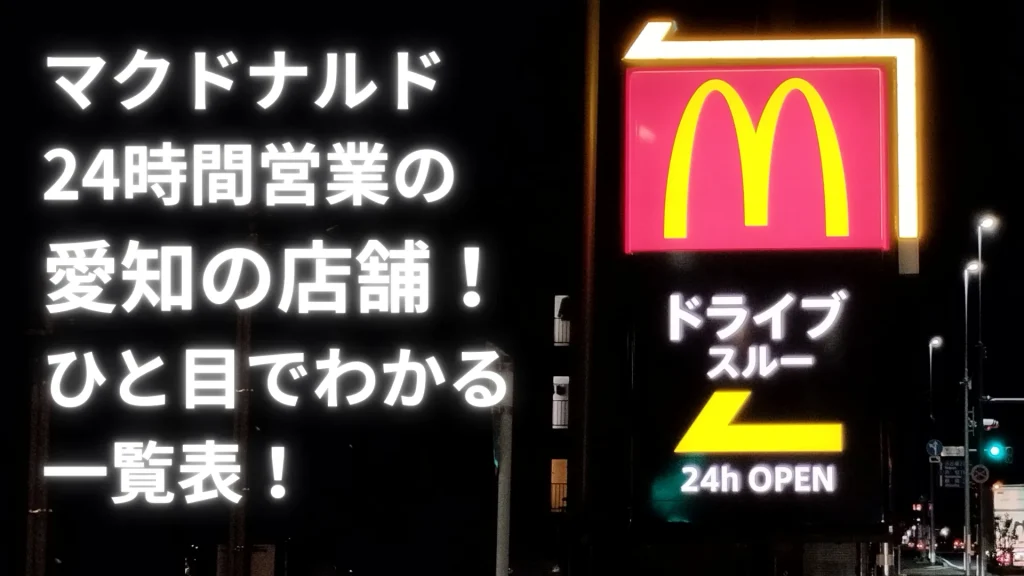 マクドナルド
24時間営業の
愛知の店舗！
ひと目でわかる
一覧表！
M
ドライブ
スルー
24h OPEN